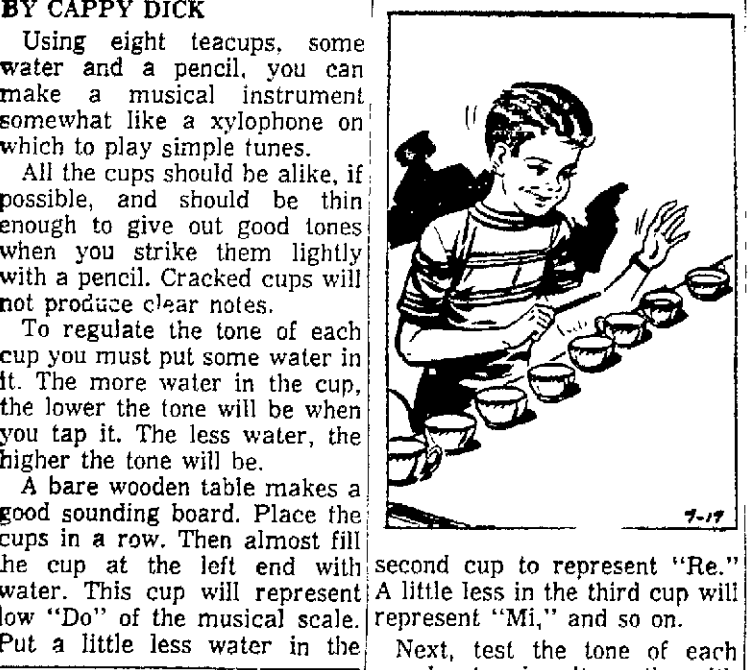 BY CAPPY DICK
Using eight teacups, some
water and a pencil, you can
make a musical instrument
somewhat like a xylophone on
which to play simple tunes.
All the cups should be alike, if
possible, and should be thin
enough to give out good tones
when you strike them lightly
with a pencil. Cracked cups will
not produce clear notes.
To regulate the tone of each
cup you must put some water in
it. The more water in the cup,
the lower the tone will be when
you tap it. The less water, the
higher the tone will be.
A bare wooden table makes a
good sounding board. Place the
cups in a row. Then almost fill
he cup at the left end with
water. This cup will represent
low "Do" of the musical scale.
Put a little less water in the
7-17
second cup to represent "Re."
A little less in the third cup will
represent "Mi," and so on.
Next, test the tone of each